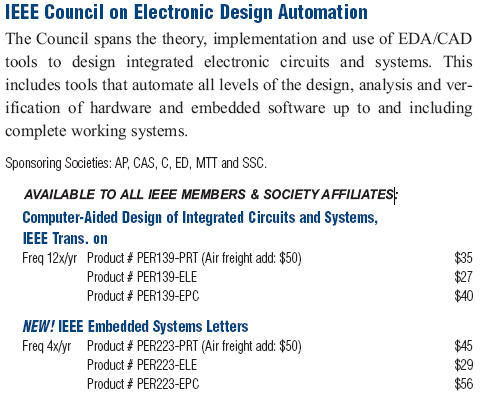 IEEE Council on Electronic Design Automation
The Council spans the theory, implementation and use of EDA/CAD
tools to design integrated electronic circuits and systems. This
includes tools that automate all levels of the design, analysis and ver-
ification of hardware and embedded software up to and including
complete working systems.
Sponsoring Societies: AP, CAS, C, ED, MTT and SSC.
AVAILABLE TO ALL IEEE MEMBERS & SOCIETY AFFILIATES:
Computer-Aided Design of Integrated Circuits and Systems,
IEEE Trans. on
Freq 12x/yr Product # PER139-PRT (Air freight add: $50) $35
Product # PER139-ELE $27
Product # PER139-EPC $40
NEW! IEEE Embedded Systems Letters
Freq 4x/yr Product # PER223-PRT (Air freight add: $50) $45
Product # PER223-ELE $29
Product # PER223-EPC $56